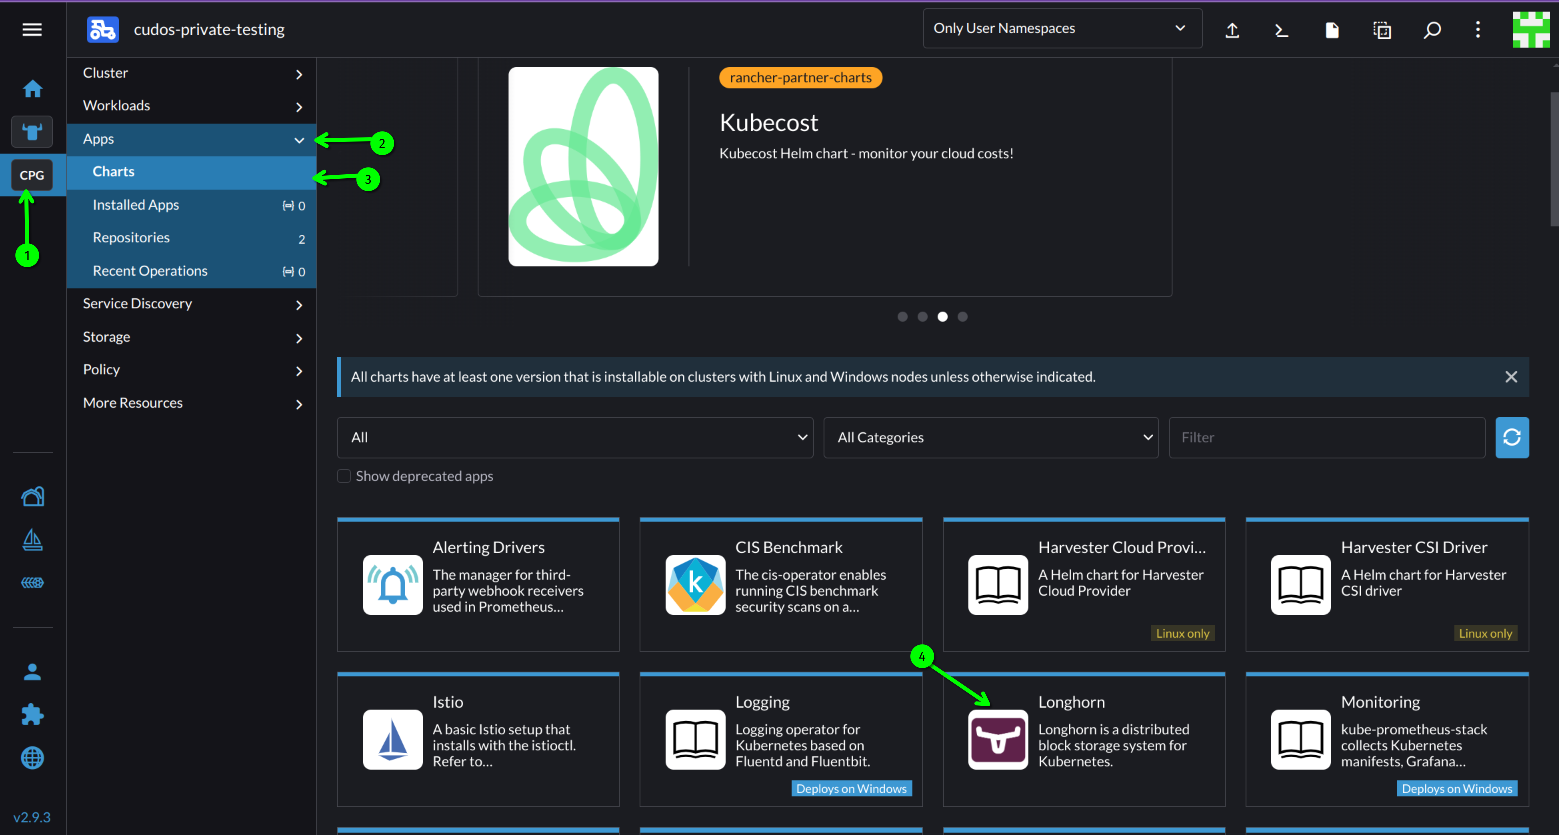 cudos-private-testing
Only User Namespaces
Cluster
Workloads
Apps
2
Charts
3
CPG
Installed Apps
0
Repositories
2
1
Recent Operations
0
Service Discovery
Storage
Policy
More Resources
v2.9.3
rancher-partner-charts
Kubecost
Kubecost Helm chart - monitor your cloud costs!
All charts have at least one version that is installable on clusters with Linux and Windows nodes unless otherwise indicated.
All
All Categories
Filter
Show deprecated apps
Alerting Drivers
The manager for third-
party webhook receivers
used in Prometheus...
CIS Benchmark
The cis-operator enables
running CIS benchmark
security scans on a...
k
Harvester Cloud Provi...
A Helm chart for Harvester
Cloud Provider
Linux only
Harvester CSI Driver
A Helm chart for Harvester
CSI driver
Linux only
4
Istio
A basic Istio setup that
installs with the istioctl.
Refer to...
Logging
Logging operator for
Kubernetes based on
Fluentd and Fluentbit.
Deploys on Windows
Longhorn
Longhorn is a distributed
block storage system for
Kubernetes.
Monitoring
kube-prometheus-stack
collects Kubernetes
manifests, Grafana...
Deploys on Windows